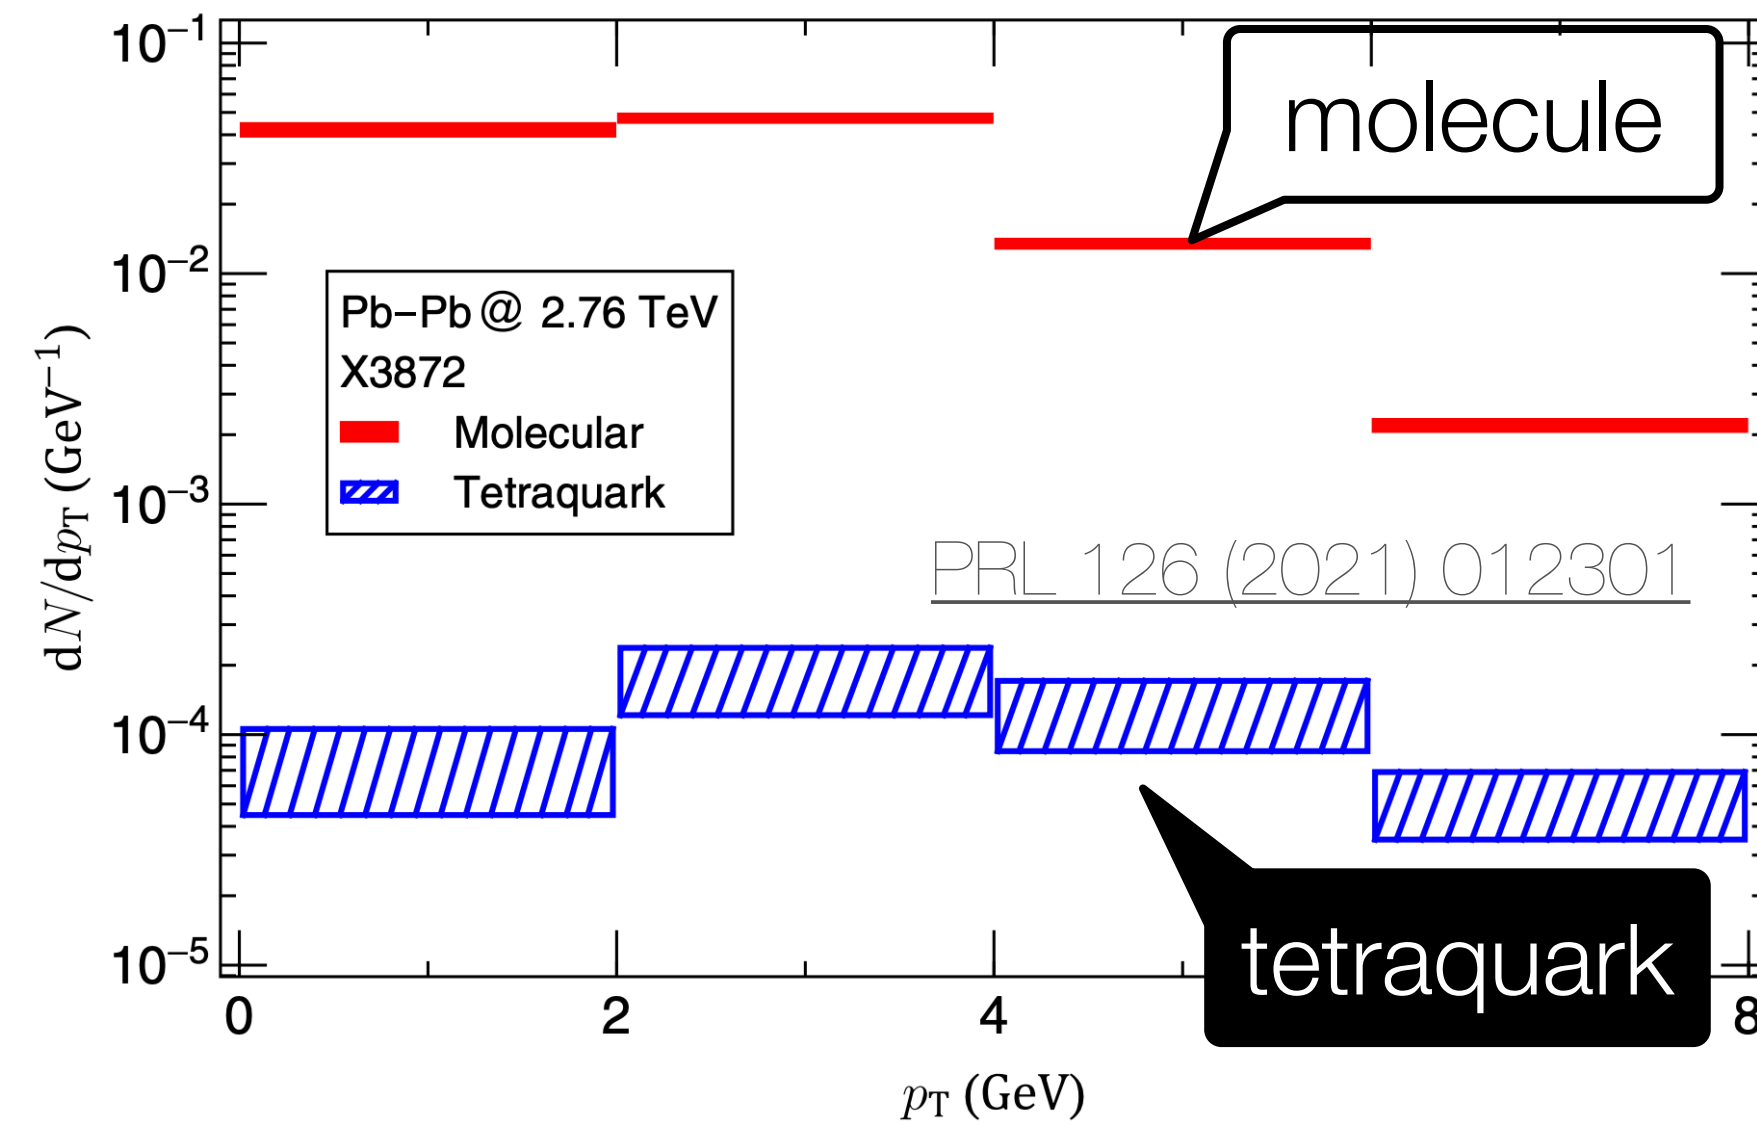 10⁻¹
molecule
10⁻²
Pb−Pb @ 2.76 TeV
X3872
Molecular
Tetraquark
dN/dpT (GeV⁻¹)
10⁻³
PRL 126 (2021) 012301
10⁻⁴
tetraquark
10⁻⁵
0 2 4 8
pT (GeV)